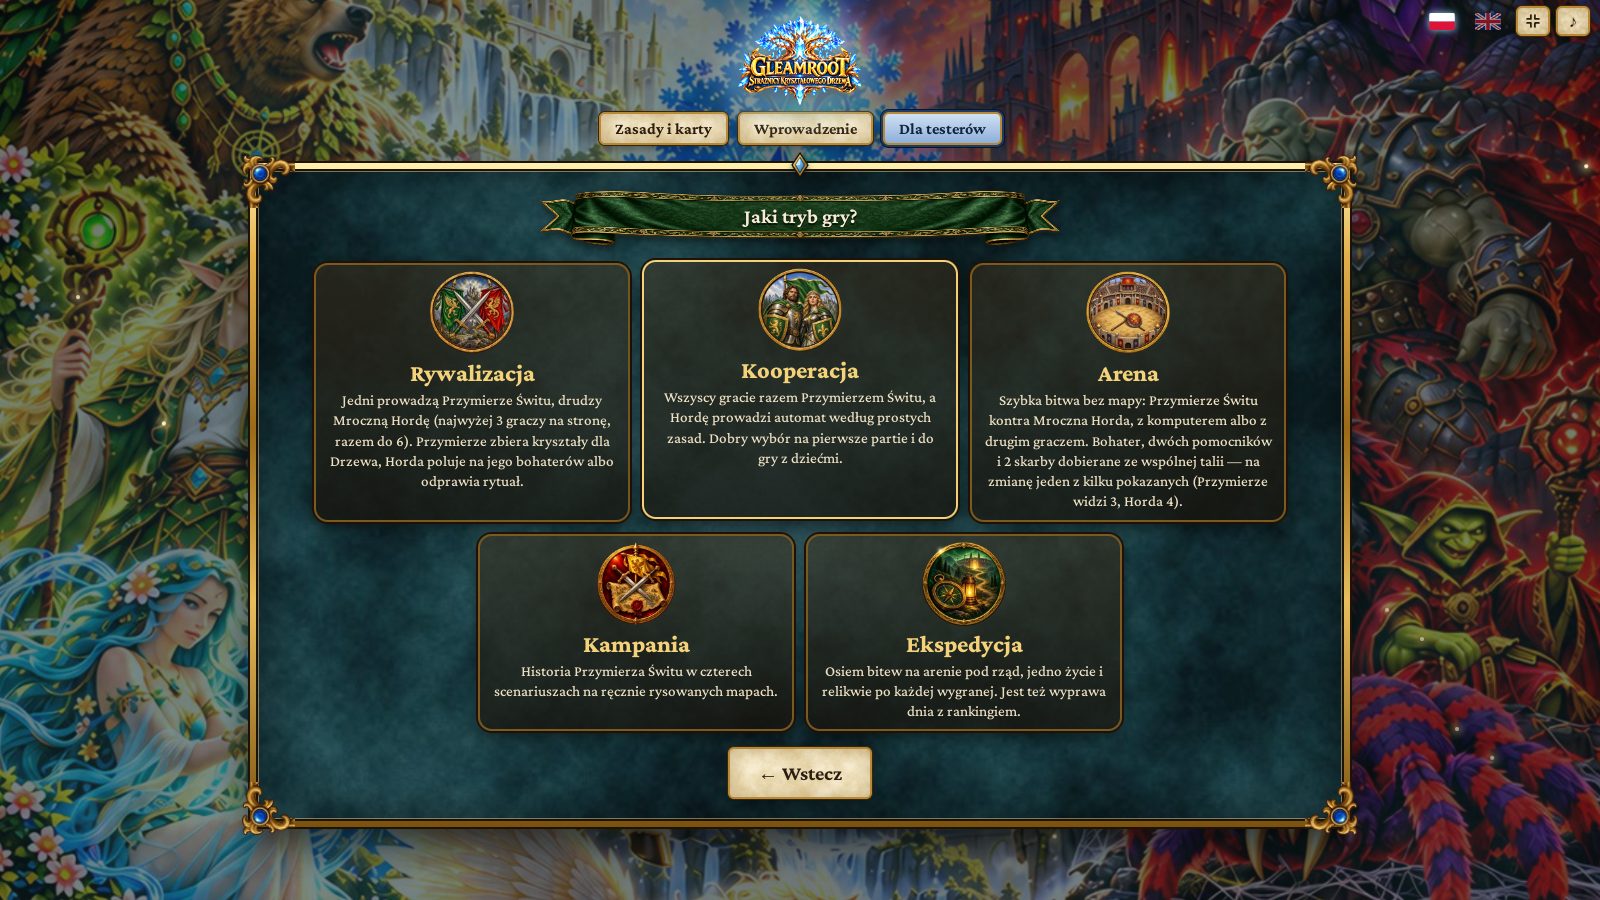 GLEAMROOT
STRAŻNICY KRYSZTAŁOWEGO DRZEWA
Zasady i karty
Wprowadzenie
Dla testerów
Jaki tryb gry?
Rywalizacja
Jedni prowadzą Przymierze Świtu, drudzy
Mroczną Hordę (najwyżej 3 graczy na stronę,
razem do 6). Przymierze zbiera kryształy dla
Drzewa, Horda poluje na jego bohaterów albo
odprawia rytuał.
Kooperacja
Wszyscy gracie razem Przymierzem Świtu, a
Hordę prowadzi automat według prostych
zasad. Dobry wybór na pierwsze partie i do
gry z dziećmi.
Arena
Szybka bitwa bez mapy: Przymierze Świtu
kontra Mroczna Horda, z komputerem albo z
drugim graczem. Bohater, dwóch pomocników
i 2 skarby dobierane ze wspólnej talii — na
zmianę jeden z kilku pokazanych (Przymierze
widzi 3, Horda 4).
Kampania
Historia Przymierza Świtu w czterech
scenariuszach na ręcznie rysowanych mapach.
Ekspedycja
Osiem bitew na arenie pod rząd, jedno życie i
relikwie po każdej wygranej. Jest też wyprawa
dnia z rankingiem.
← Wstecz